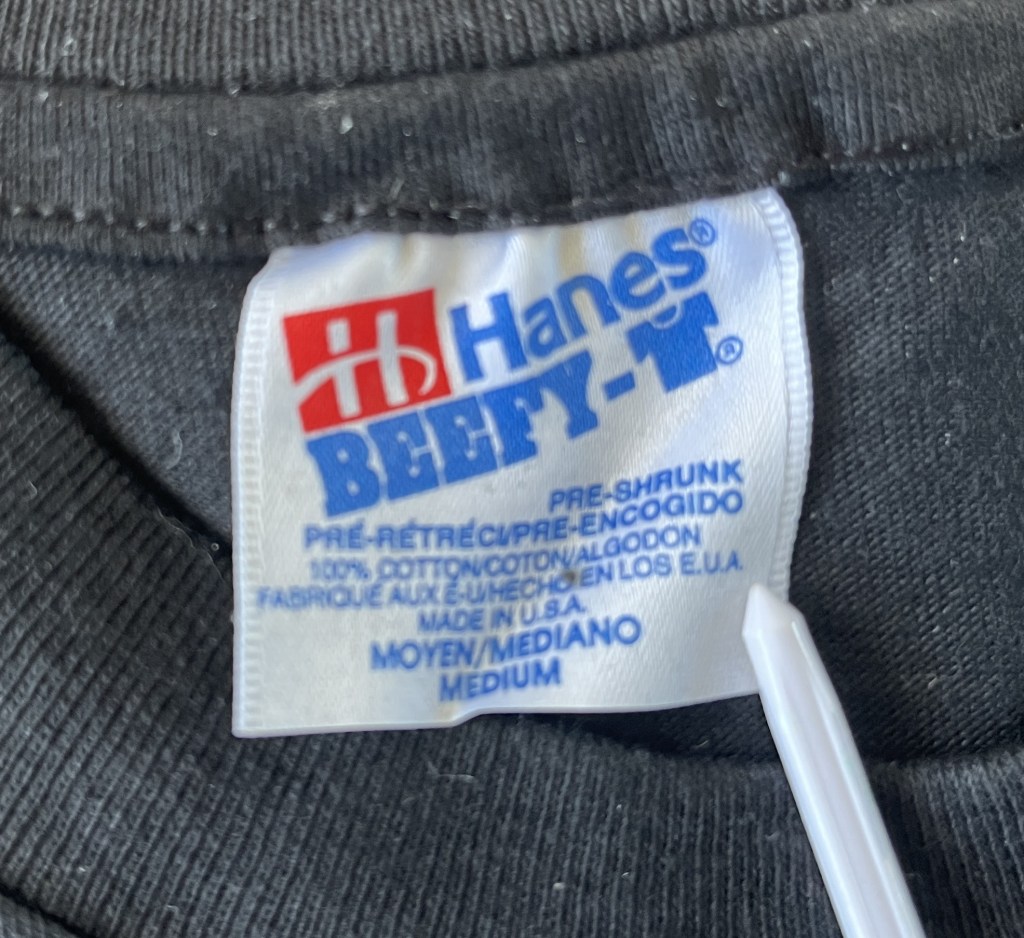 H Hanes®
BEEFY-T®
PRE-SHRUNK
PRÉ-RÉTRÉCI/PRE-ENCOGIDO
100% COTTON/COTON/ALGODON
FABRIQUÉ AUX É-U/HECHO EN LOS E.U.A.
MADE IN U.S.A.
MOYEN/MEDIANO
MEDIUM